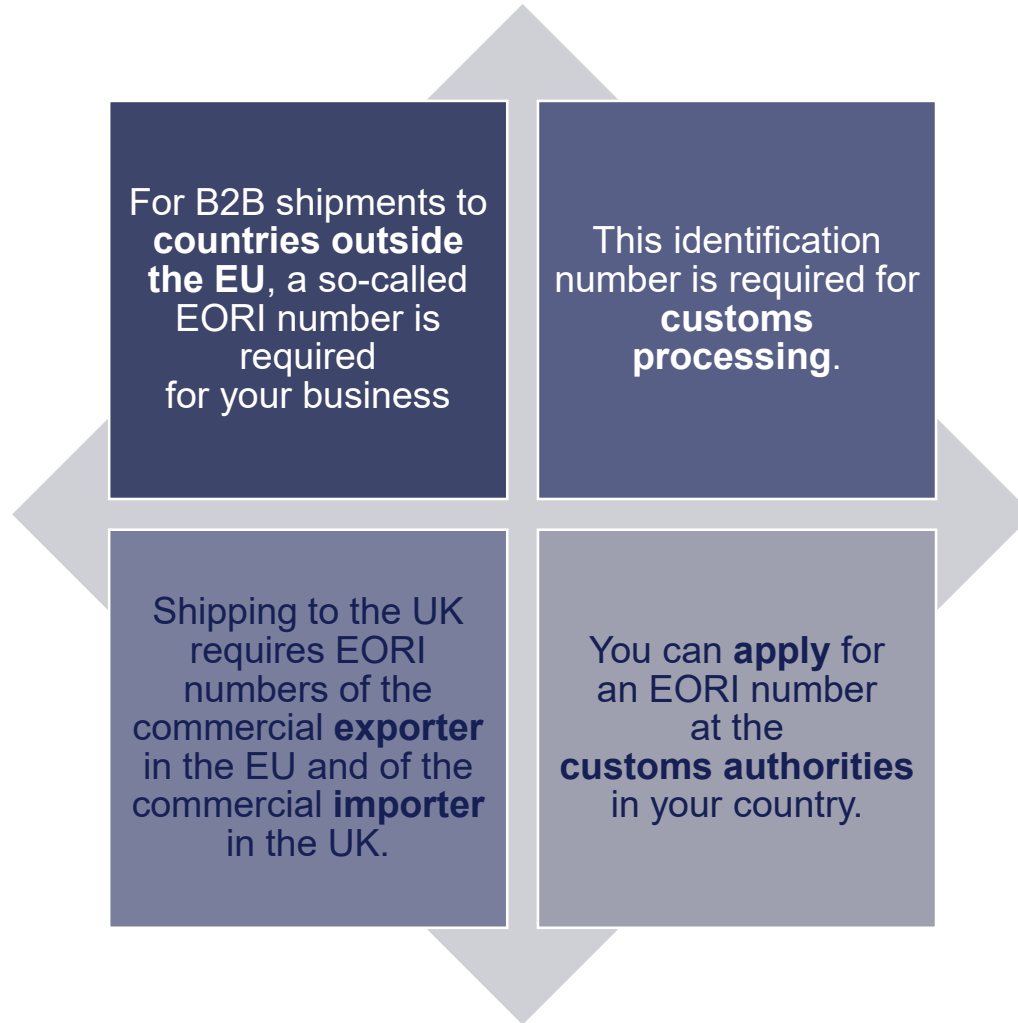 For B2B shipments to
countries outside
the EU, a so-called
EORI number is
required
for your business
This identification
number is required for
customs
processing.
Shipping to the UK
requires EORI
numbers of the
commercial exporter
in the EU and of the
commercial importer
in the UK.
You can apply for
an EORI number
at the
customs authorities
in your country.